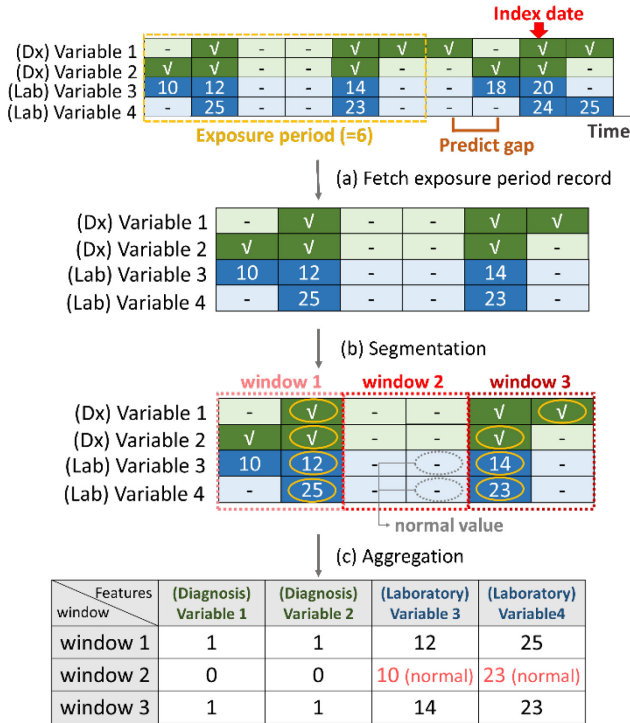 Index date
(Dx) Variable 1 - √ - - √ √ √ - √ √
(Dx) Variable 2 √ √ - - √ - - √ √ -
(Lab) Variable 3 10 12 - - 14 - - 18 20 -
(Lab) Variable 4 - 25 - - 23 - - - 24 25
Exposure period (=6)
Time
Predict gap
(a) Fetch exposure period record
(Dx) Variable 1 - √ - - √ √
(Dx) Variable 2 √ √ - - √ -
(Lab) Variable 3 10 12 - - 14 -
(Lab) Variable 4 - 25 - - 23 -
(b) Segmentation
window 1 window 2 window 3
(Dx) Variable 1 - √ - - √ √
(Dx) Variable 2 √ √ - - √ -
(Lab) Variable 3 10 12 - - 14 -
(Lab) Variable 4 - 25 - - 23 -
normal value
(c) Aggregation
Features (Diagnosis) (Diagnosis) (Laboratory) (Laboratory)
window Variable 1 Variable 2 Variable 3 Variable4
window 1 1 1 12 25
window 2 0 0 10 (normal) 23 (normal)
window 3 1 1 14 23